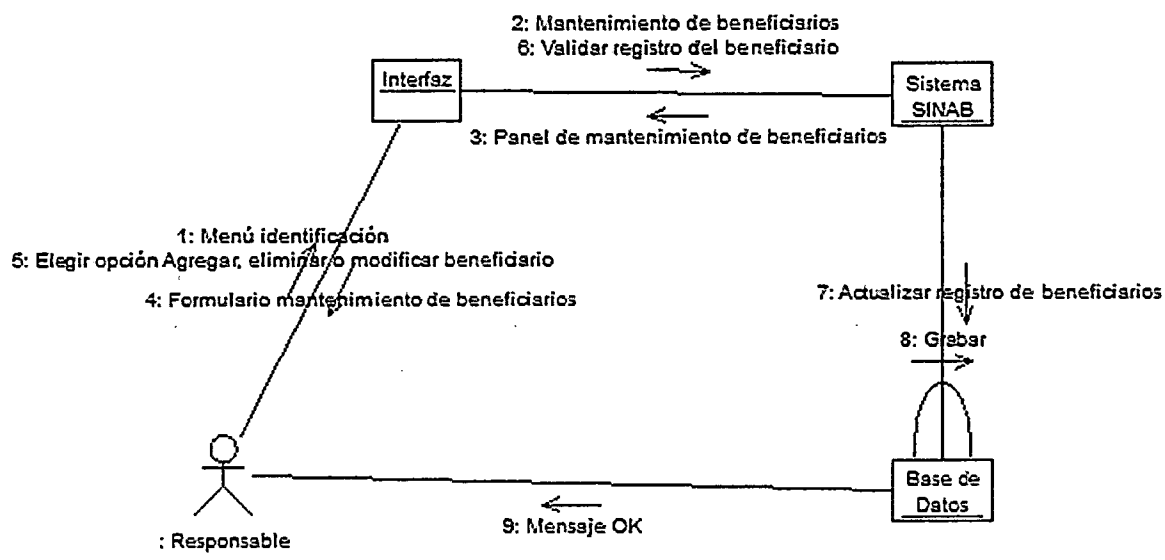 2: Mantenimiento de beneficiarios
6: Validar registro del beneficiario
Interfaz
Sistema
SINAB
3: Panel de mantenimiento de beneficiarios
1: Menú identificación
5: Elegir opción Agregar, eliminar o modificar beneficiario
4: Formulario mantenimiento de beneficiarios
7: Actualizar registro de beneficiarios
8: Grabar
Base de
Datos
9: Mensaje OK
: Responsable